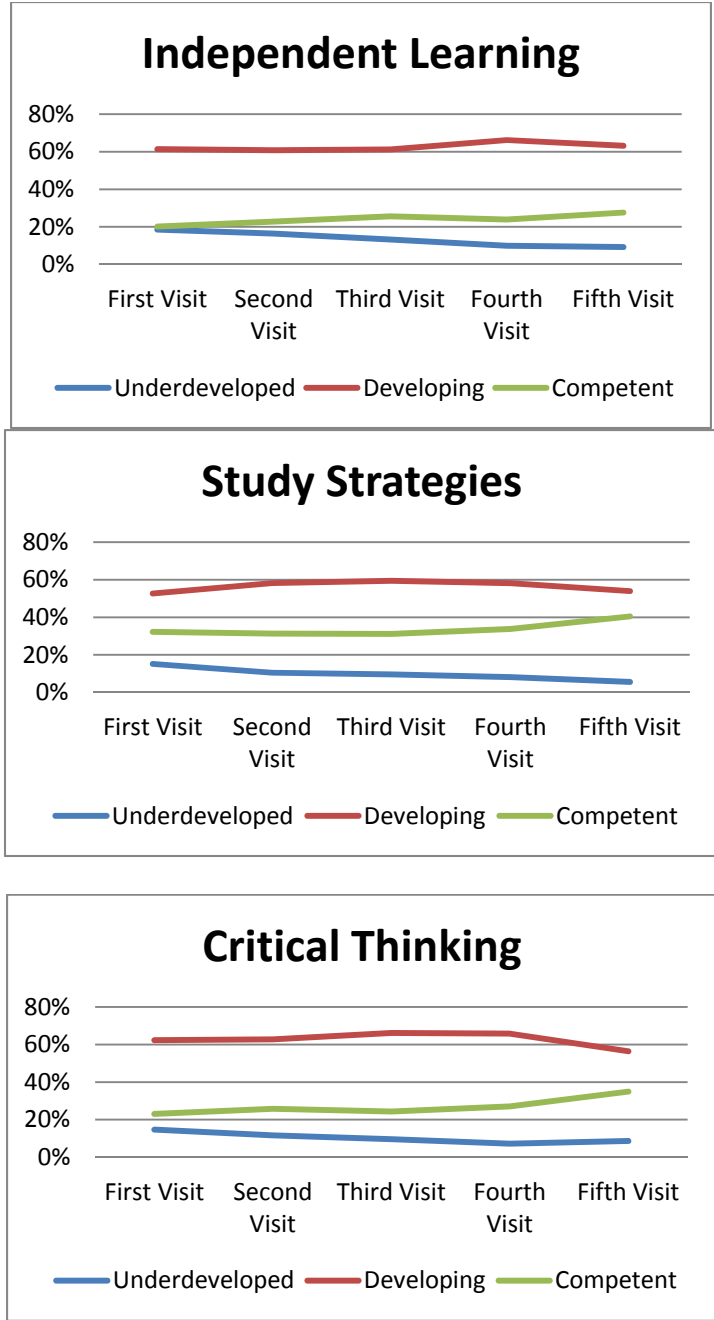 Independent Learning
80%
60%
40%
20%
0%
First Visit Second Visit Third Visit Fourth Visit Fifth Visit
Underdeveloped Developing Competent
Study Strategies
80%
60%
40%
20%
0%
First Visit Second Visit Third Visit Fourth Visit Fifth Visit
Underdeveloped Developing Competent
Critical Thinking
80%
60%
40%
20%
0%
First Visit Second Visit Third Visit Fourth Visit Fifth Visit
Underdeveloped Developing Competent